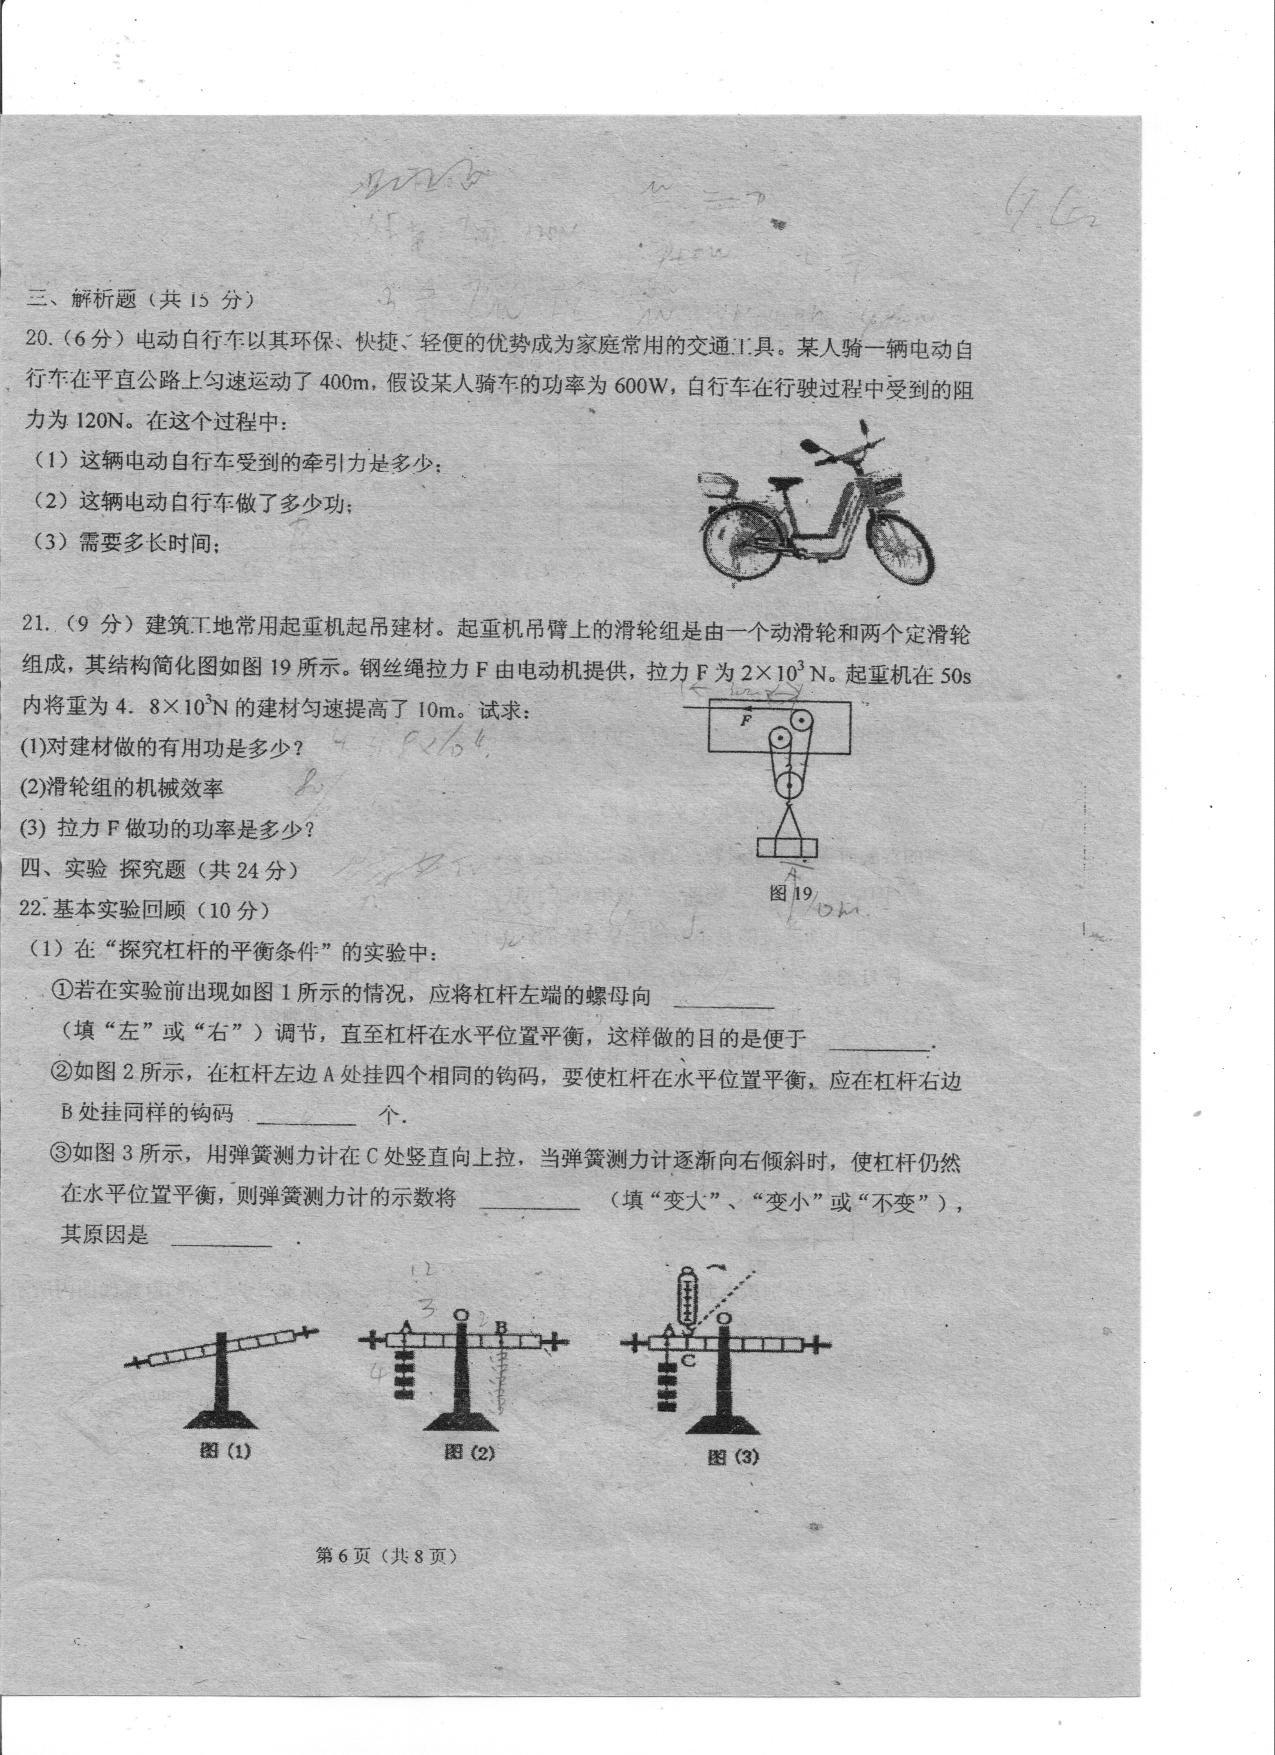 三、解析题（共 15 分）
20.（6 分）电动自行车以其环保、快捷、轻便的优势成为家庭常用的交通工具。某人骑一辆电动自
行车在平直公路上匀速运动了 400m，假设某人骑车的功率为 600W，自行车在行驶过程中受到的阻
力为 120N。在这个过程中：
（1）这辆电动自行车受到的牵引力是多少；
（2）这辆电动自行车做了多少功；
（3）需要多长时间；
21.（9 分）建筑工地常用起重机起吊建材。起重机吊臂上的滑轮组是由一个动滑轮和两个定滑轮
组成，其结构简化图如图 19 所示。钢丝绳拉力 F 由电动机提供，拉力 F 为 2×10³ N。起重机在 50s
内将重为 4．8×10³N 的建材匀速提高了 10m。试求：
(1)对建材做的有用功是多少？
(2)滑轮组的机械效率
(3) 拉力 F 做功的功率是多少？
F
图 19
10m
四、实验 探究题（共 24 分）
22. 基本实验回顾（10 分）
（1）在“探究杠杆的平衡条件”的实验中：
①若在实验前出现如图 1 所示的情况，应将杠杆左端的螺母向 ________
（填“左”或“右”）调节，直至杠杆在水平位置平衡，这样做的目的是便于 ________.
②如图 2 所示，在杠杆左边 A 处挂四个相同的钩码，要使杠杆在水平位置平衡，应在杠杆右边
B 处挂同样的钩码 ________ 个.
③如图 3 所示，用弹簧测力计在 C 处竖直向上拉，当弹簧测力计逐渐向右倾斜时，使杠杆仍然
在水平位置平衡，则弹簧测力计的示数将 ________ （填“变大”、“变小”或“不变”），
其原因是 ________ .
12
3
2
4
A O B
A O
C
图 (1) 图 (2) 图 (3)
第 6 页（共 8 页）